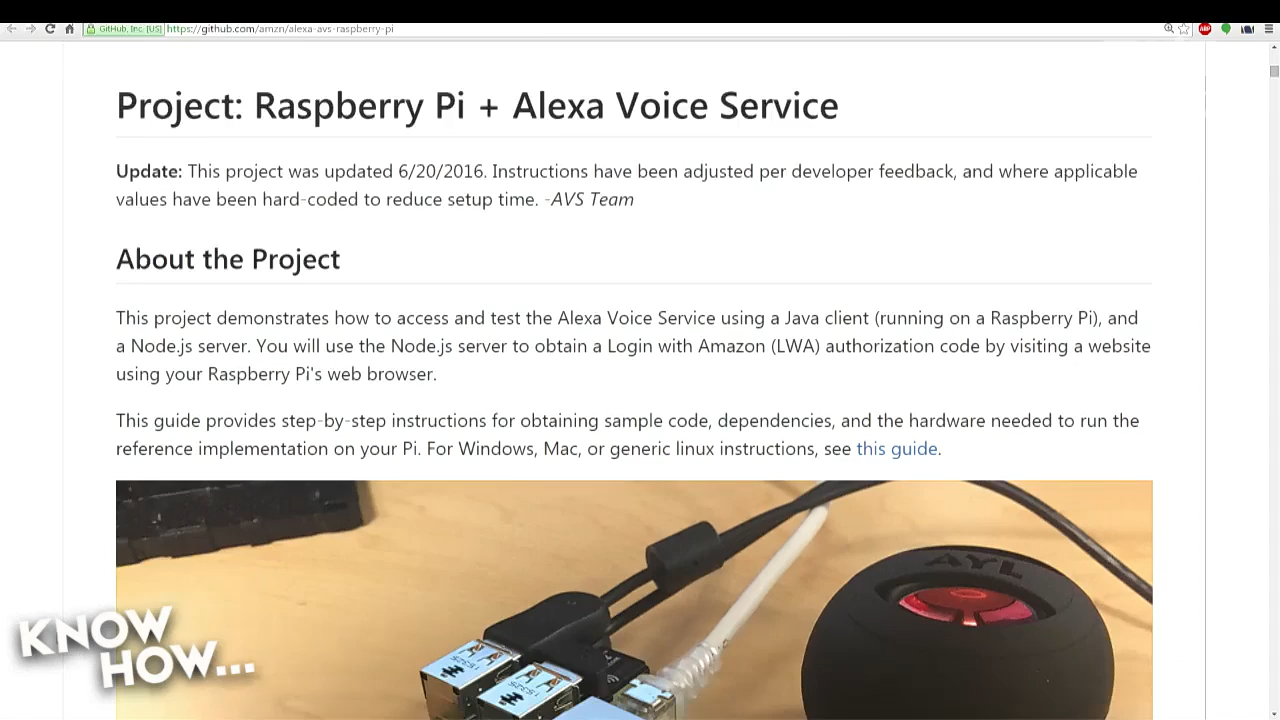 GitHub, Inc. [US] https://github.com/amzn/alexa-avs-raspberry-pi
ABP
Project: Raspberry Pi + Alexa Voice Service
Update: This project was updated 6/20/2016. Instructions have been adjusted per developer feedback, and where applicable
values have been hard-coded to reduce setup time. -AVS Team
About the Project
This project demonstrates how to access and test the Alexa Voice Service using a Java client (running on a Raspberry Pi), and
a Node.js server. You will use the Node.js server to obtain a Login with Amazon (LWA) authorization code by visiting a website
using your Raspberry Pi's web browser.
This guide provides step-by-step instructions for obtaining sample code, dependencies, and the hardware needed to run the
reference implementation on your Pi. For Windows, Mac, or generic linux instructions, see this guide.
AYL
KNOW
HOW...